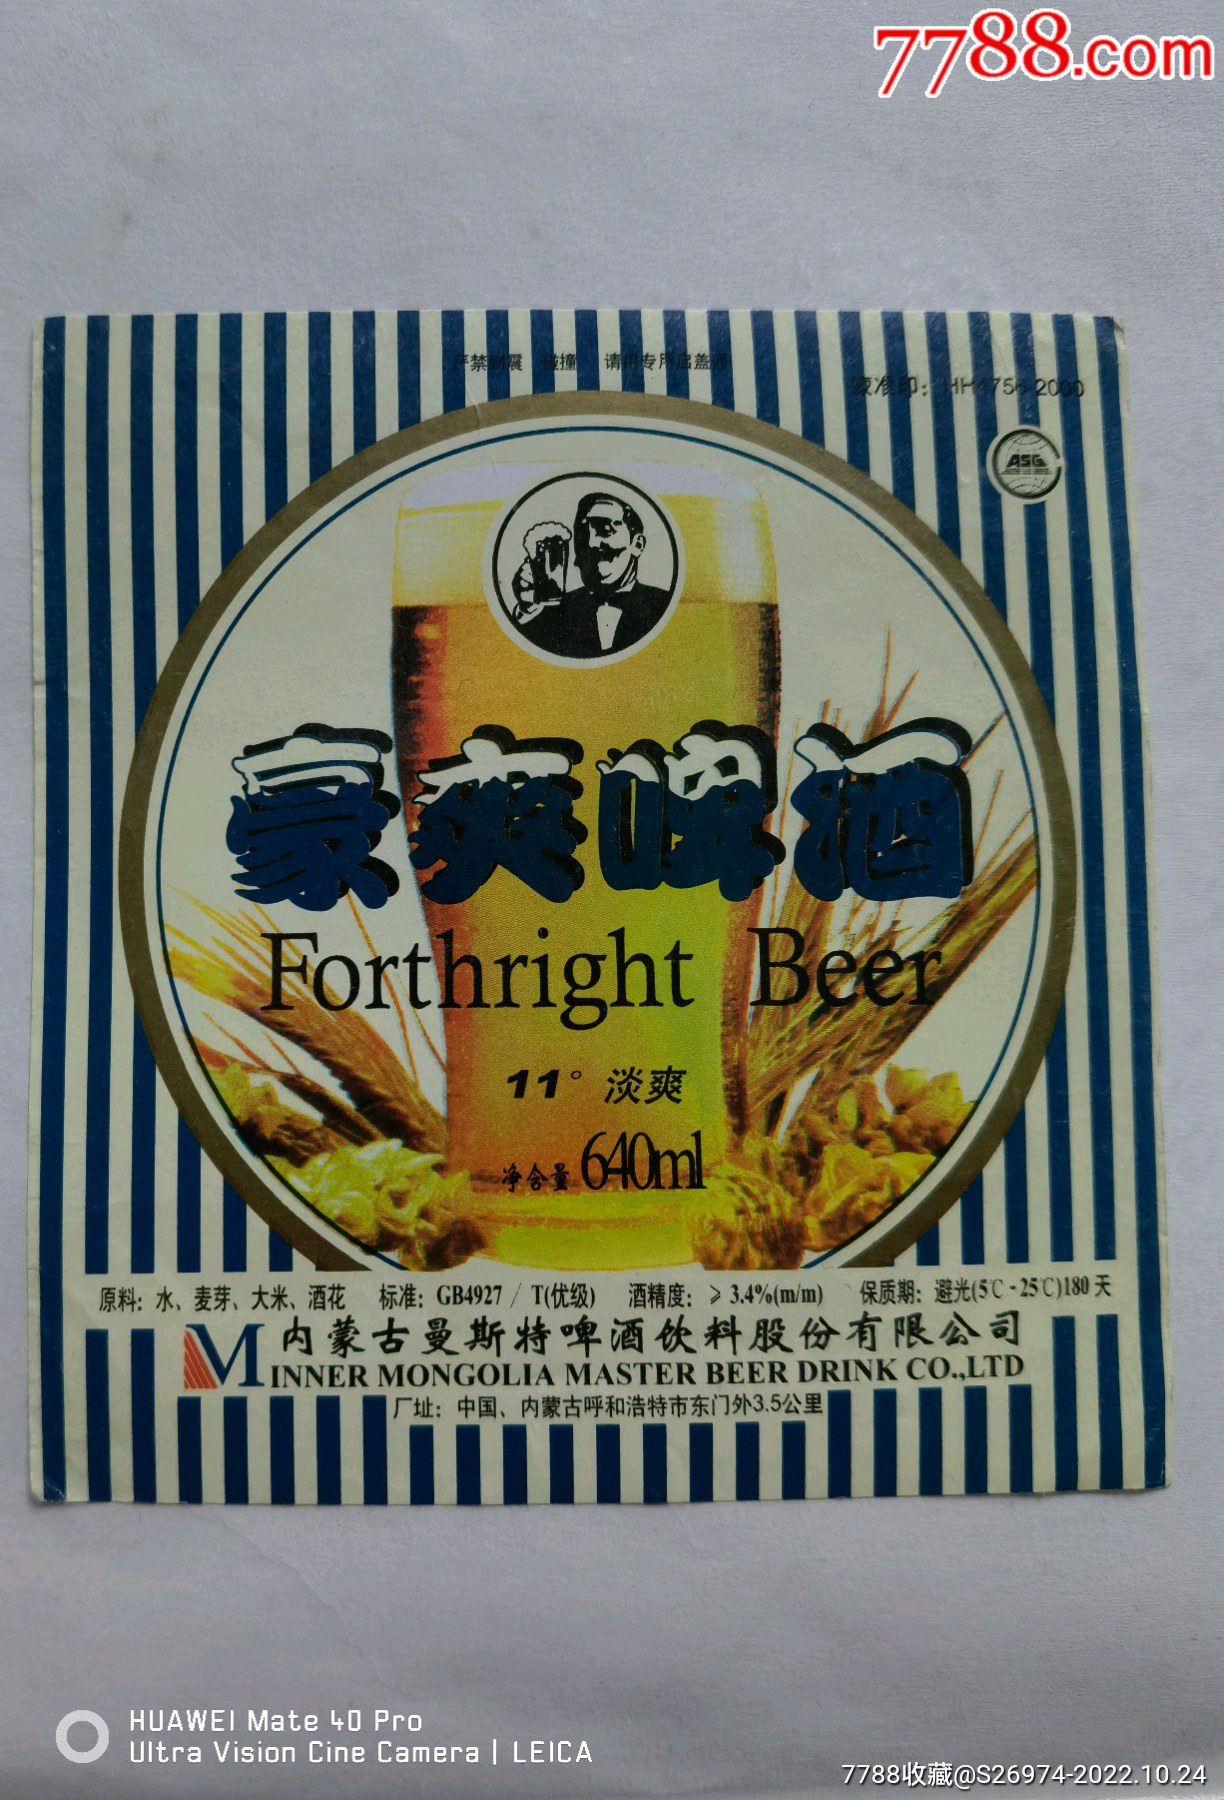 7788.com
严禁剧震 碰撞 请用专用启盖器
液准印：HH4756-2000
ASG
豪爽啤酒
Forthright Beer
11° 淡爽
净含量 640ml
原料：水、麦芽、大米、酒花 标准：GB4927 / T(优级) 酒精度：≥ 3.4%(m/m) 保质期：避光(5℃-25℃)180天
内蒙古曼斯特啤酒饮料股份有限公司
INNER MONGOLIA MASTER BEER DRINK CO.,LTD
厂址：中国、内蒙古呼和浩特市东门外3.5公里
HUAWEI Mate 40 Pro
Ultra Vision Cine Camera | LEICA
7788收藏@S26974-2022.10.24